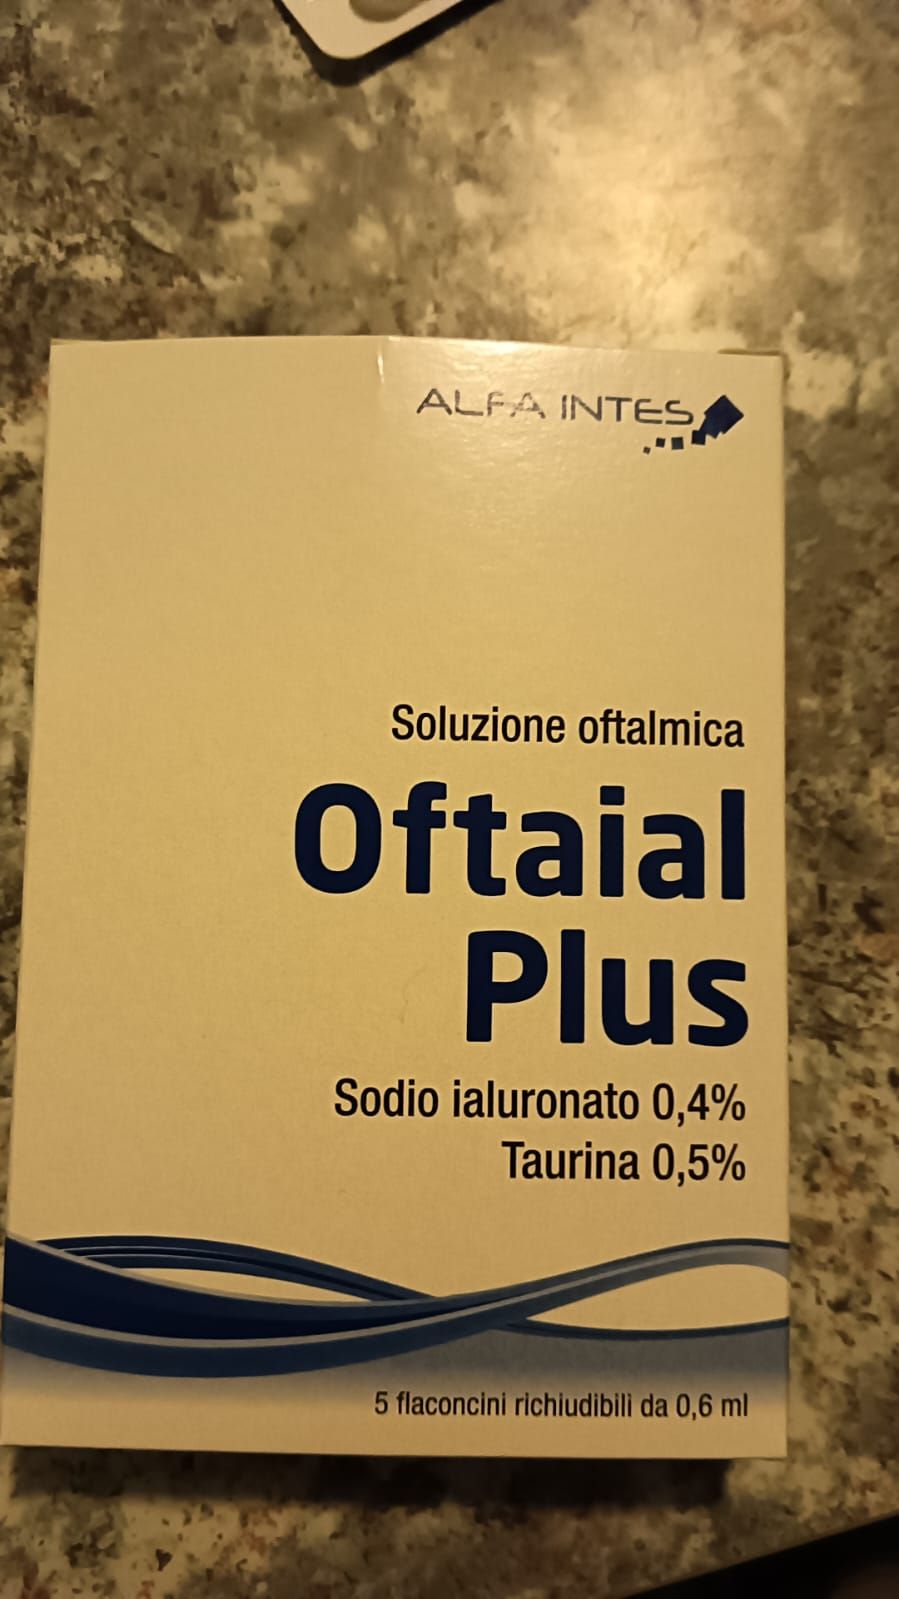 ALFA INTES
Soluzione oftalmica
Oftaial
Plus
Sodio ialuronato 0,4%
Taurina 0,5%
5 flaconcini richiudibili da 0,6 ml